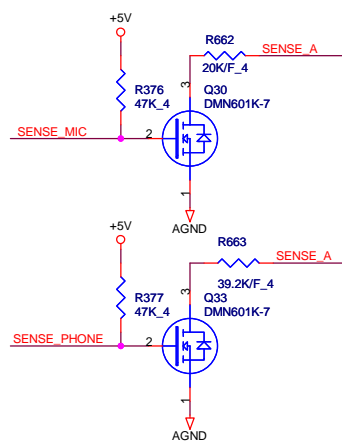 +5V
R662
SENSE_A
20K/F_4
R376
47K_4
3
Q30
DMN601K-7
SENSE_MIC
2
1
AGND
+5V
R663
SENSE_A
39.2K/F_4
R377
47K_4
3
Q33
DMN601K-7
SENSE_PHONE
2
1
AGND